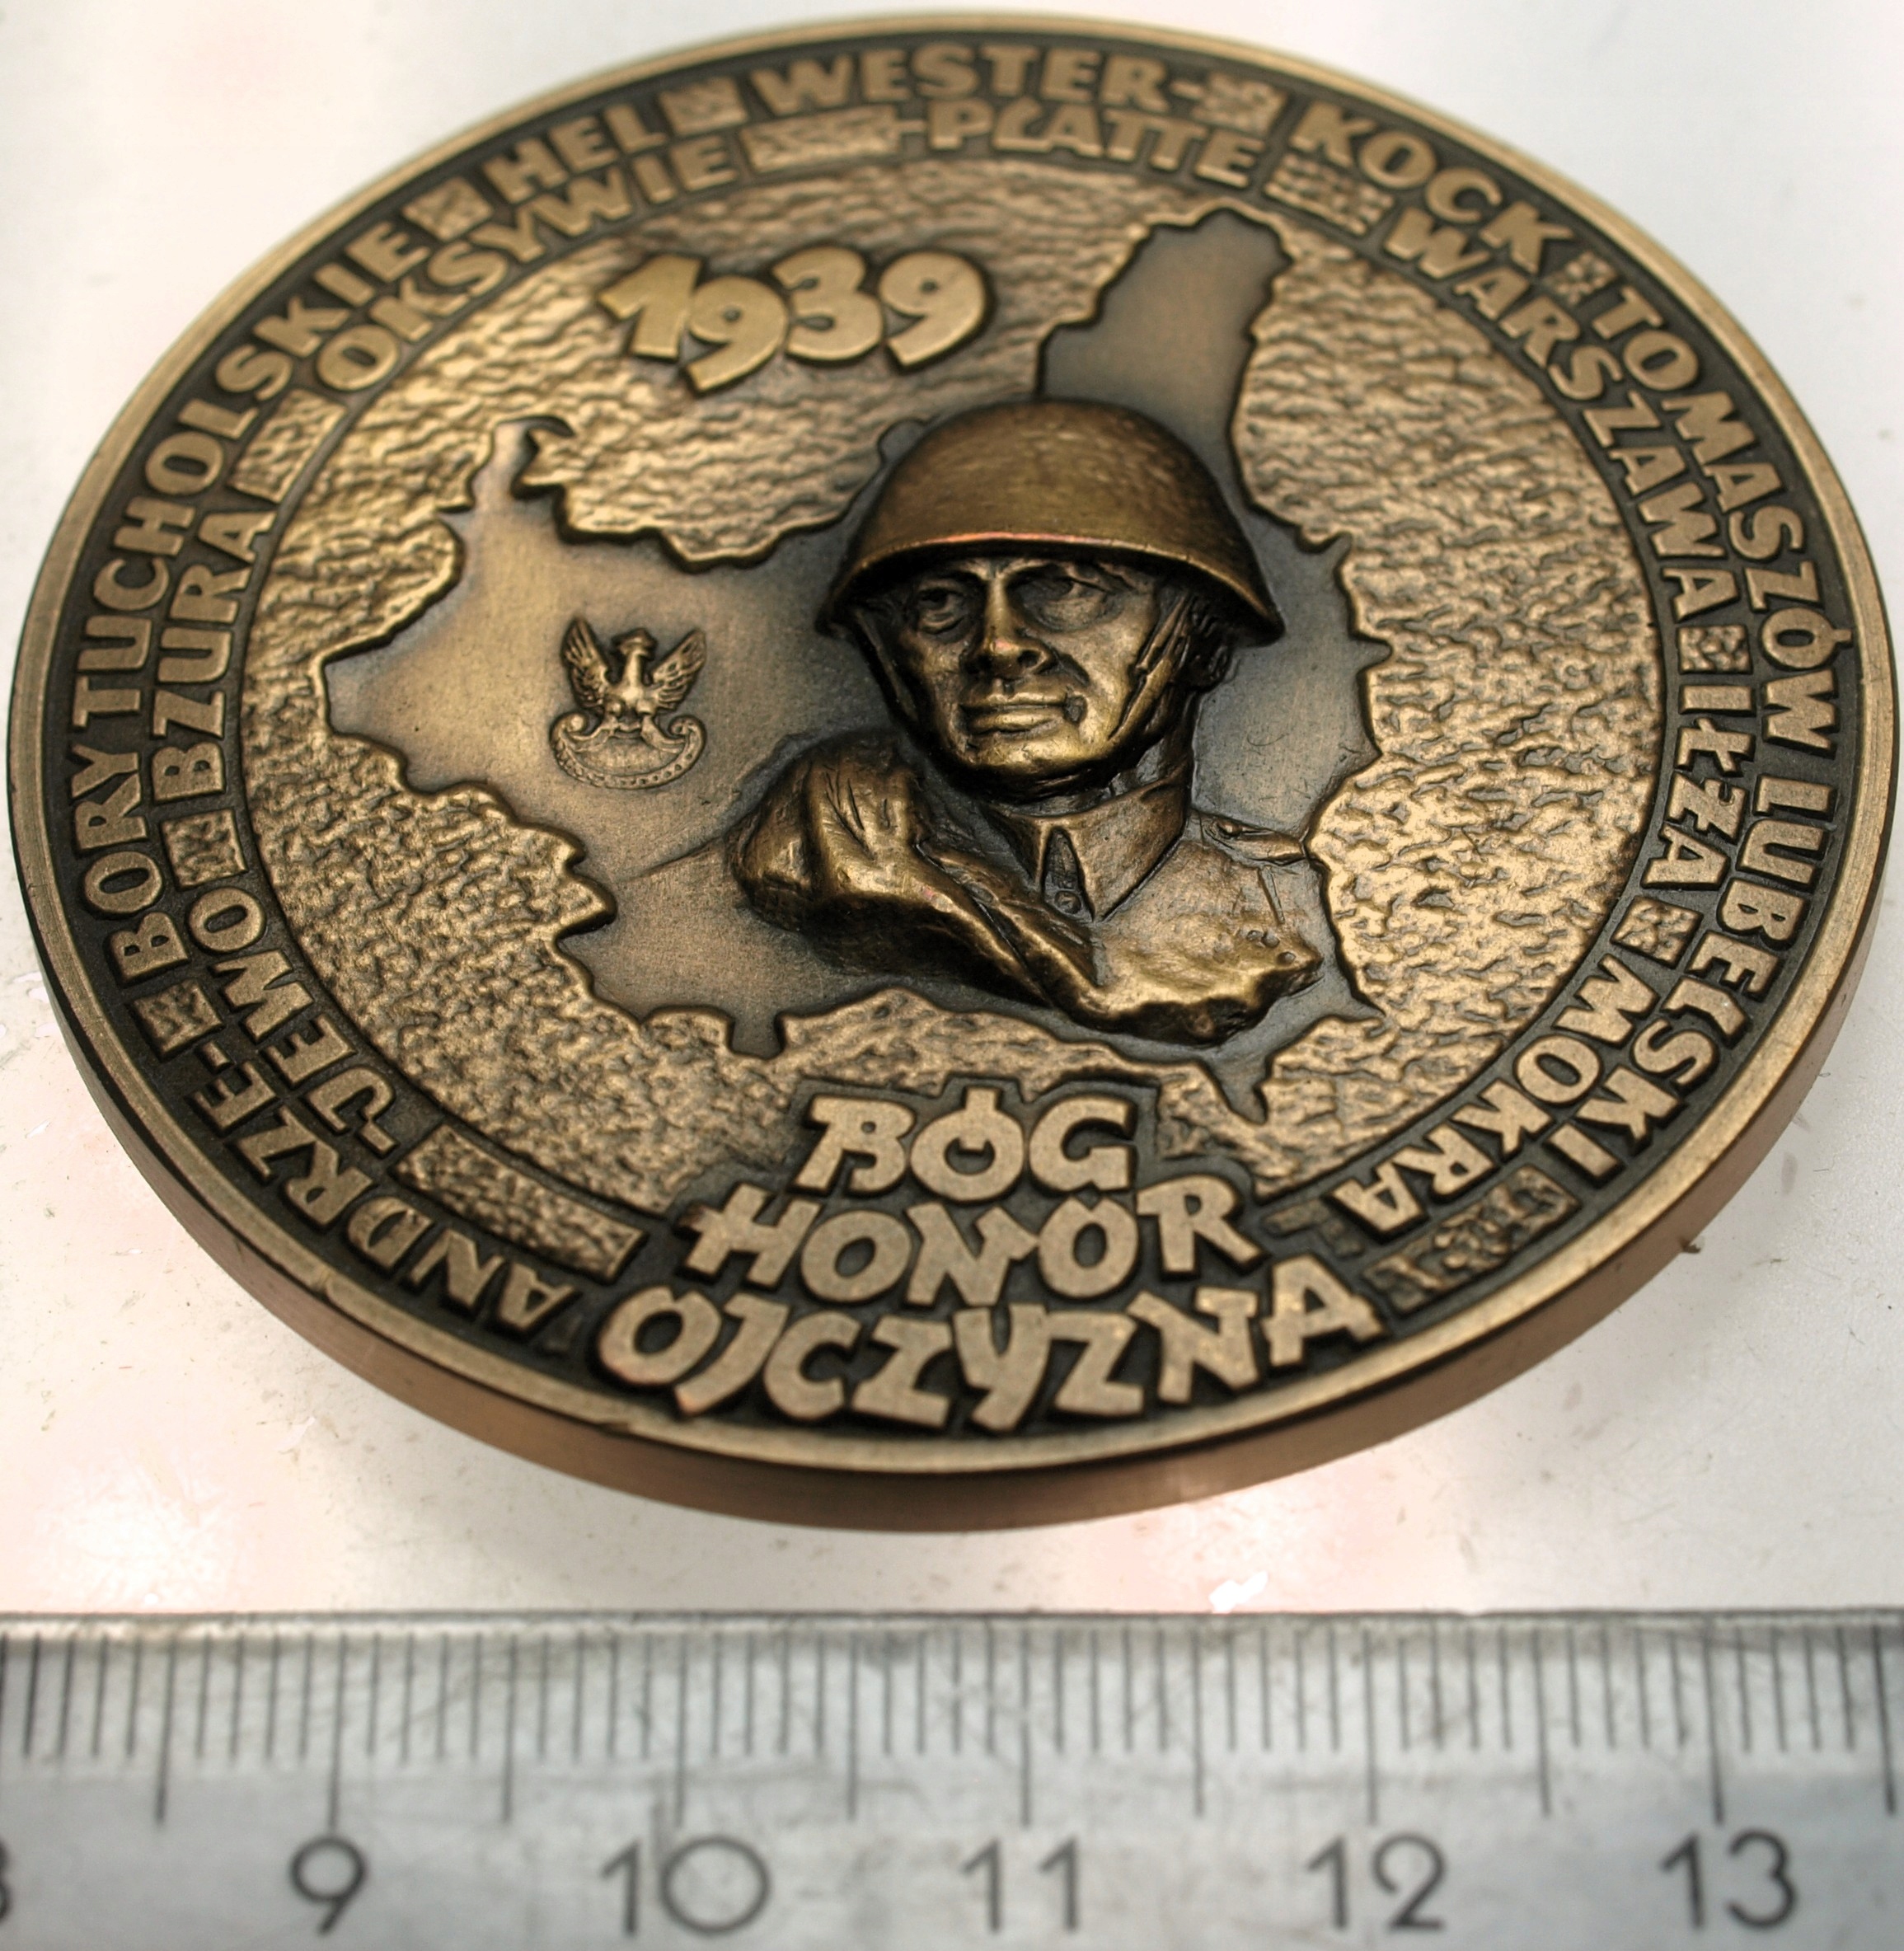 ANDRZE-
-JEWO
BORY TUCHOLSKIE
BZURA
HEL
OKSYWIE
WESTER-
-PLATTE
KOCK
WARSZAWA
TOMASZÓW LUBELSKI
IŁŻA
MOKRA
1939
BÓG
HONOR
OJCZYZNA
9 10 11 12 13